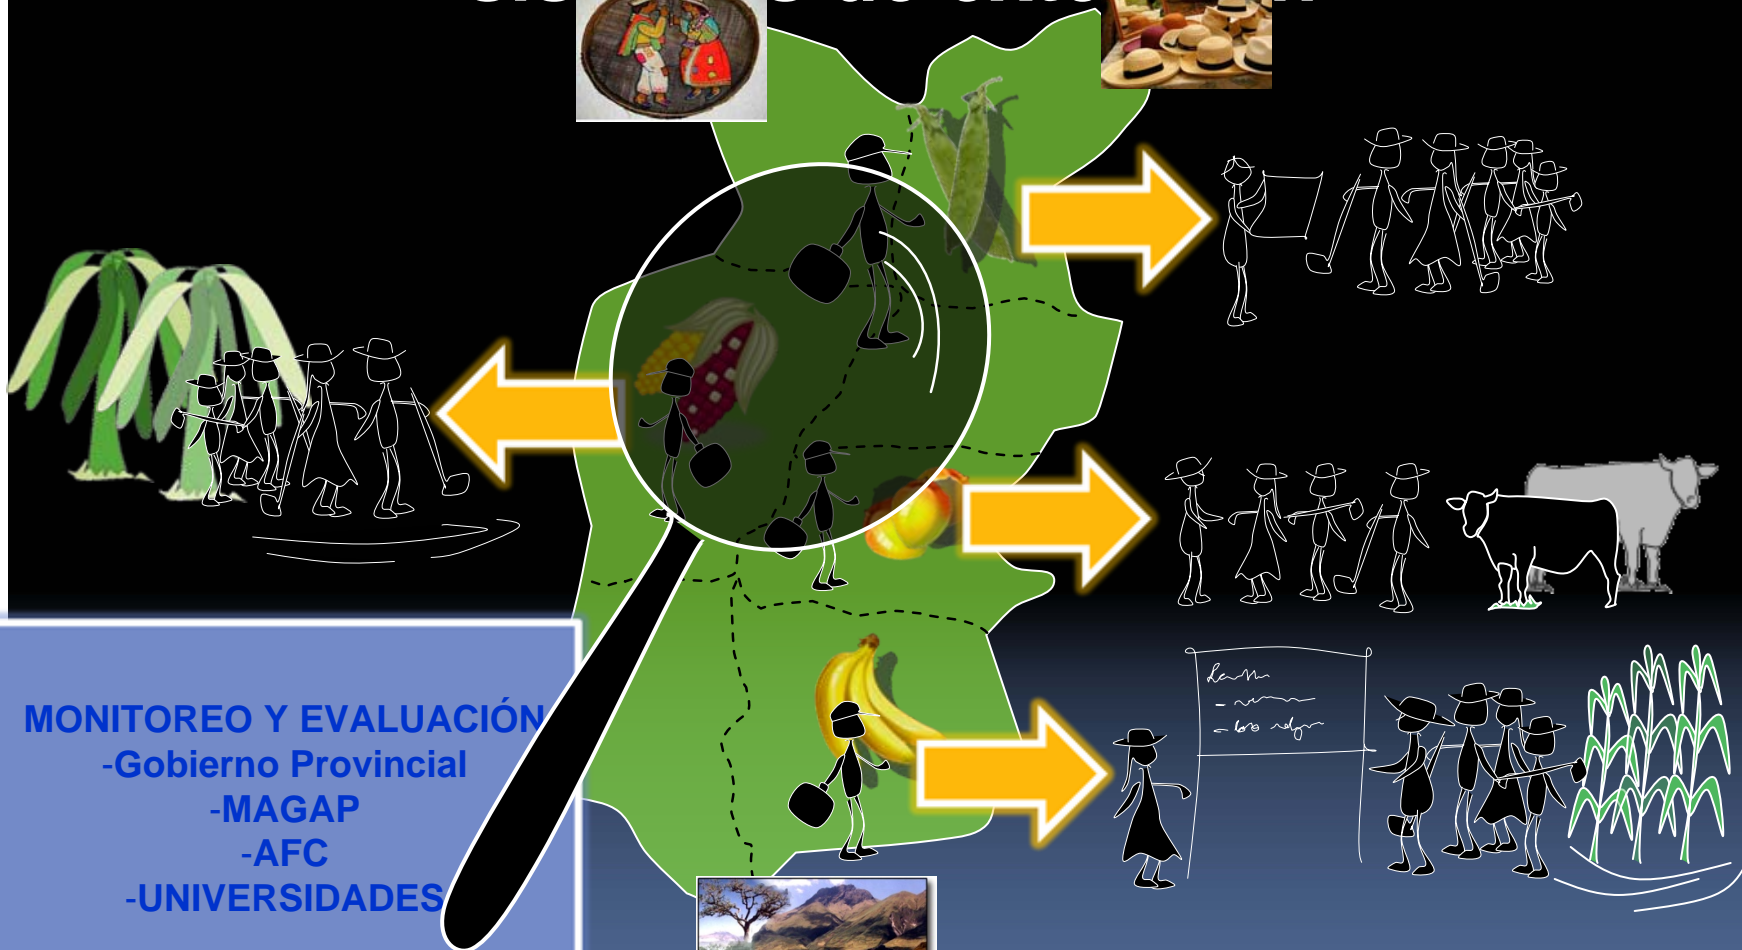 MONITOREO Y EVALUACIÓN
-Gobierno Provincial
-MAGAP
-AFC
-UNIVERSIDADES